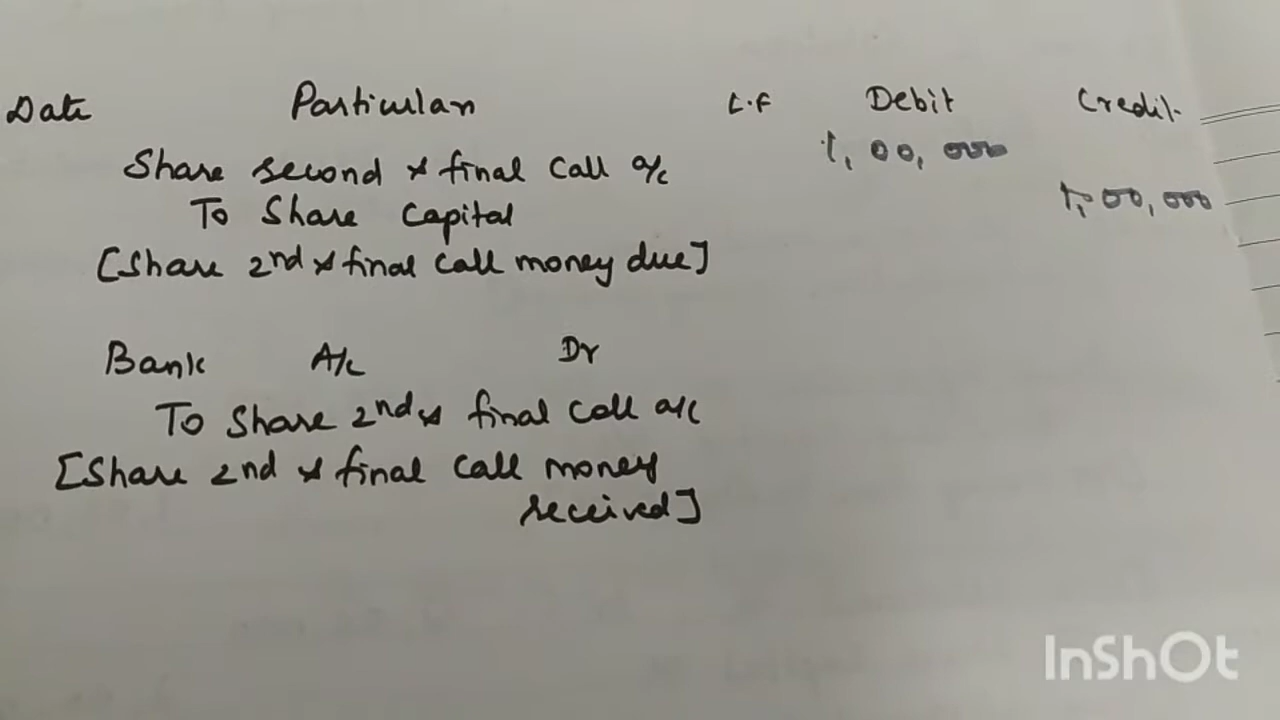 Date Particular L.F Debit Credit
Share second & final call a/c 1,00,000
To Share Capital 1,00,000
[Share 2nd & final call money due]
Bank A/c Dr
To Share 2nd & final call a/c
[Share 2nd & final call money
received]
InShOt